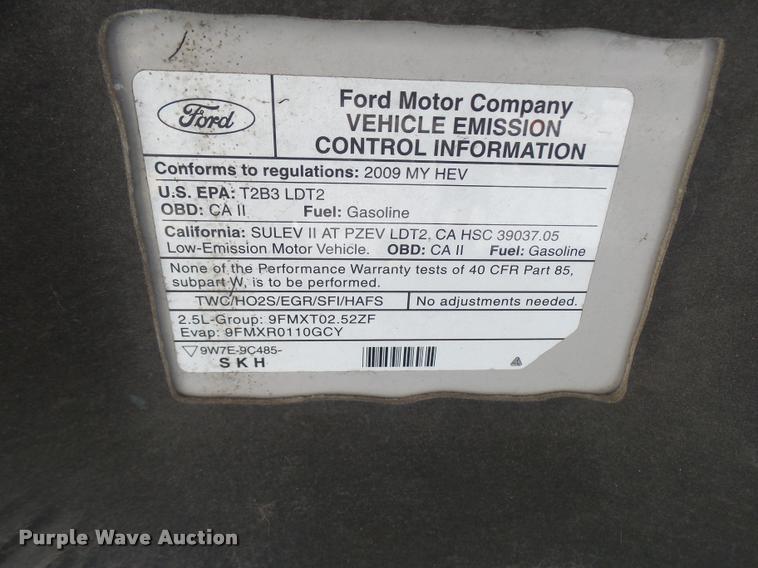 Ford
Ford Motor Company
VEHICLE EMISSION
CONTROL INFORMATION
Conforms to regulations: 2009 MY HEV
U.S. EPA: T2B3 LDT2
OBD: CA II Fuel: Gasoline
California: SULEV II AT PZEV LDT2, CA HSC 39037.05
Low-Emission Motor Vehicle. OBD: CA II Fuel: Gasoline
None of the Performance Warranty tests of 40 CFR Part 85,
subpart W, is to be performed.
TWC/HO2S/EGR/SFI/HAFS No adjustments needed.
2.5L-Group: 9FMXT02.52ZF
Evap: 9FMXR0110GCY
9W7E-9C485-
SKH
Purple Wave Auction